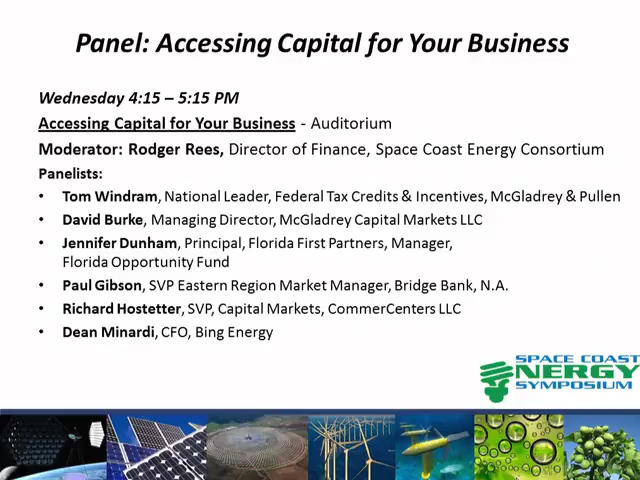 Panel: Accessing Capital for Your Business
Wednesday 4:15 – 5:15 PM
Accessing Capital for Your Business - Auditorium
Moderator: Rodger Rees, Director of Finance, Space Coast Energy Consortium
Panelists:
• Tom Windram, National Leader, Federal Tax Credits & Incentives, McGladrey & Pullen
• David Burke, Managing Director, McGladrey Capital Markets LLC
• Jennifer Dunham, Principal, Florida First Partners, Manager,
Florida Opportunity Fund
• Paul Gibson, SVP Eastern Region Market Manager, Bridge Bank, N.A.
• Richard Hostetter, SVP, Capital Markets, CommerCenters LLC
• Dean Minardi, CFO, Bing Energy
SPACE COAST
ENERGY
SYMPOSIUM